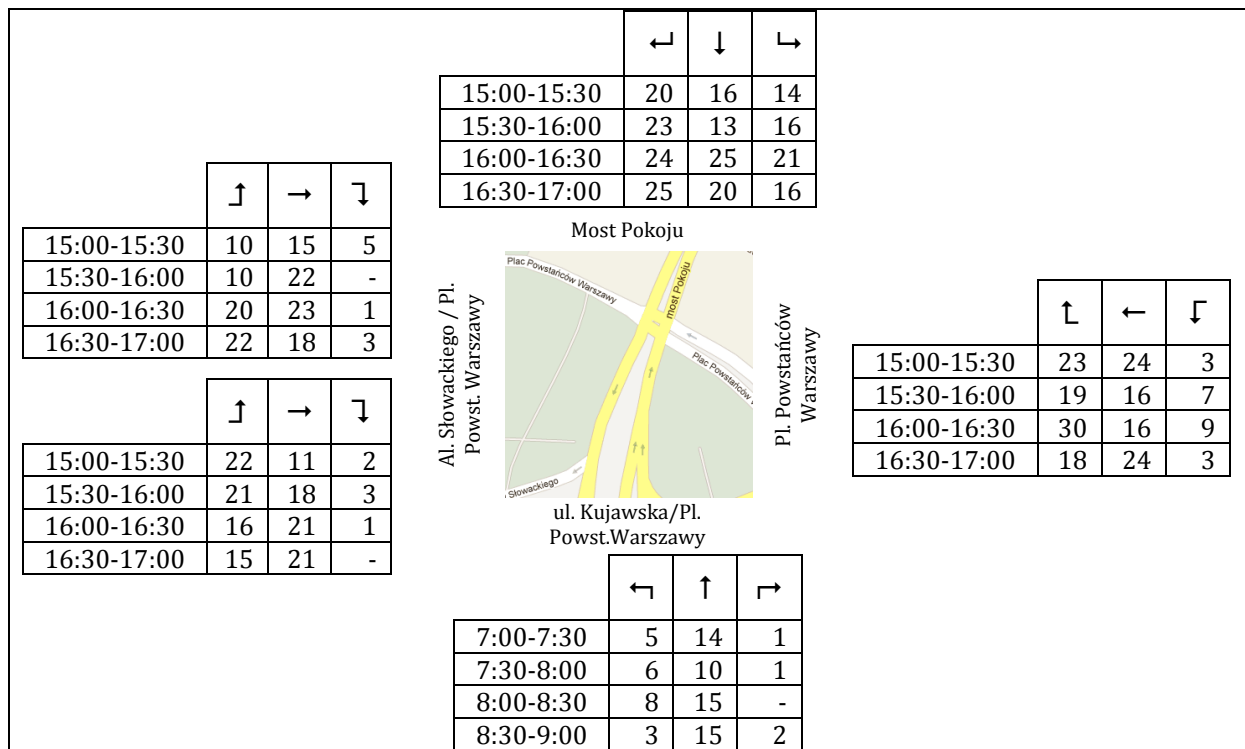 ↵ ↓ ↳
15:00-15:30 20 16 14
15:30-16:00 23 13 16
16:00-16:30 24 25 21
16:30-17:00 25 20 16
⮥ → ⮧
15:00-15:30 10 15 5
15:30-16:00 10 22 -
16:00-16:30 20 23 1
16:30-17:00 22 18 3
⮥ → ⮧
15:00-15:30 22 11 2
15:30-16:00 21 18 3
16:00-16:30 16 21 1
16:30-17:00 15 21 -
Most Pokoju
Plac Powstańców Warszawy
most Pokoju
Plac Powstańców W
Słowackiego
Al. Słowackiego / Pl.
Powst. Warszawy
Pl. Powstańców
Warszawy
ul. Kujawska/Pl.
Powst.Warszawy
⮤ ← ⮦
15:00-15:30 23 24 3
15:30-16:00 19 16 7
16:00-16:30 30 16 9
16:30-17:00 18 24 3
↰ ↑ ↱
7:00-7:30 5 14 1
7:30-8:00 6 10 1
8:00-8:30 8 15 -
8:30-9:00 3 15 2